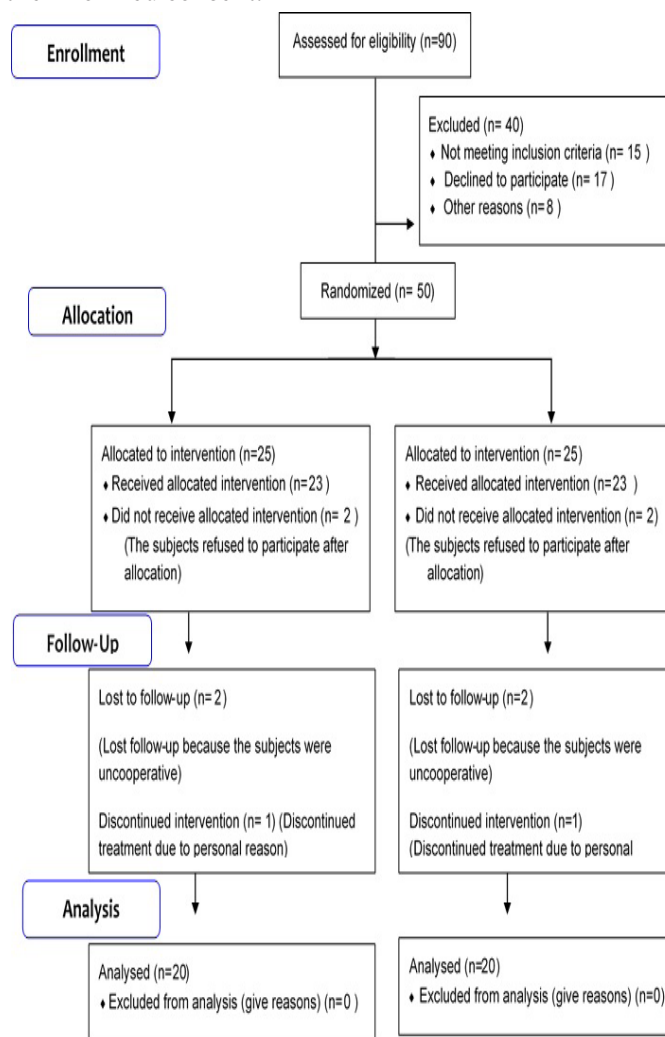 Enrollment
Assessed for eligibility (n=90)
Excluded (n= 40)
♦ Not meeting inclusion criteria (n= 15 )
♦ Declined to participate (n= 17 )
♦ Other reasons (n=8 )
Randomized (n= 50)
Allocation
Allocated to intervention (n=25)
♦ Received allocated intervention (n=23 )
♦ Did not receive allocated intervention (n= 2 )
(The subjects refused to participate after
allocation)
Allocated to intervention (n=25)
♦ Received allocated intervention (n=23 )
♦ Did not receive allocated intervention (n= 2)
(The subjects refused to participate after
allocation)
Follow-Up
Lost to follow-up (n= 2)
(Lost follow-up because the subjects were
uncooperative)
Discontinued intervention (n= 1) (Discontinued
treatment due to personal reason)
Lost to follow-up (n=2)
(Lost follow-up because the subjects were
uncooperative)
Discontinued intervention (n=1)
(Discontinued treatment due to personal
Analysis
Analysed (n=20)
♦ Excluded from analysis (give reasons) (n=0 )
Analysed (n=20)
♦ Excluded from analysis (give reasons) (n=0)